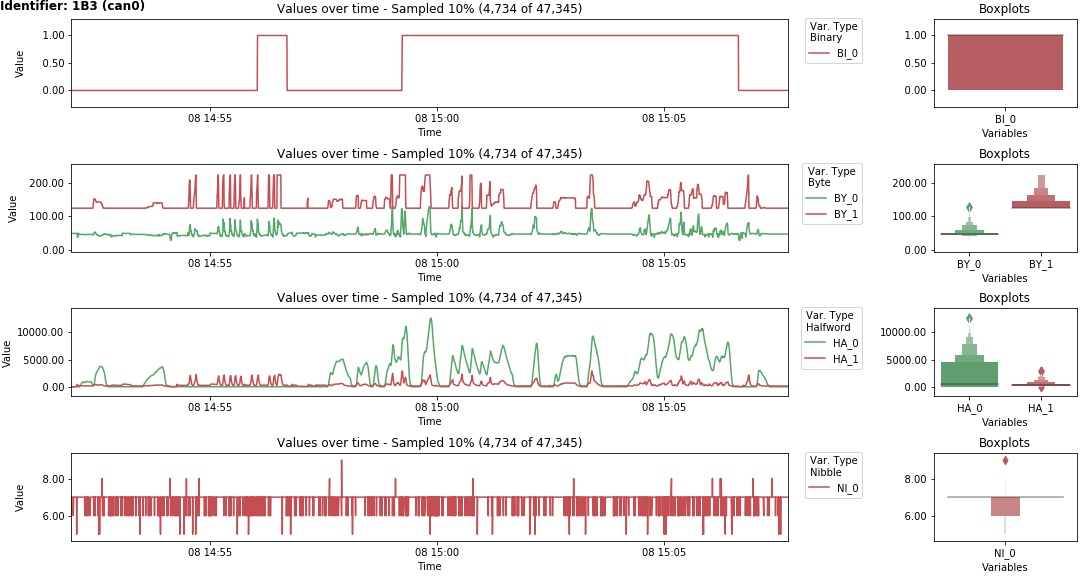 Identifier: 1B3 (can0)
Values over time - Sampled 10% (4,734 of 47,345)
Boxplots
Value
1.00
0.50
0.00
08 14:55
08 15:00
08 15:05
Time
Var. Type
Binary
BI_0
1.00
0.50
0.00
BI_0
Variables
Values over time - Sampled 10% (4,734 of 47,345)
Boxplots
Value
200.00
100.00
0.00
08 14:55
08 15:00
08 15:05
Time
Var. Type
Byte
BY_0
BY_1
200.00
100.00
0.00
BY_0
BY_1
Variables
Values over time - Sampled 10% (4,734 of 47,345)
Boxplots
Value
10000.00
5000.00
0.00
08 14:55
08 15:00
08 15:05
Time
Var. Type
Halfword
HA_0
HA_1
10000.00
5000.00
0.00
HA_0
HA_1
Variables
Values over time - Sampled 10% (4,734 of 47,345)
Boxplots
Value
8.00
6.00
08 14:55
08 15:00
08 15:05
Time
Var. Type
Nibble
NI_0
8.00
6.00
NI_0
Variables